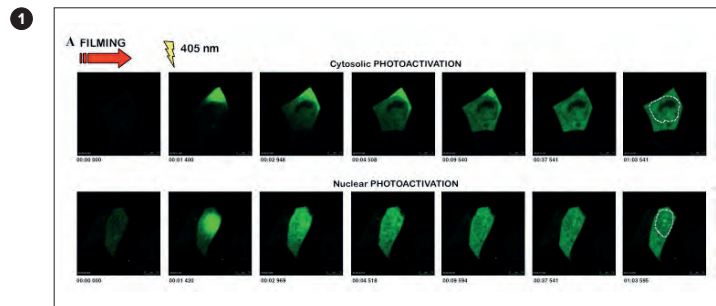 1
A FILMING
405 nm
Cytosolic PHOTOACTIVATION
00:00 000 00:01 408 00:02 948 00:04 508 00:09 540 00:37 541 01:03 541
Nuclear PHOTOACTIVATION
00:00 000 00:01 420 00:02 969 00:04 518 00:09 594 00:37 541 01:03 595